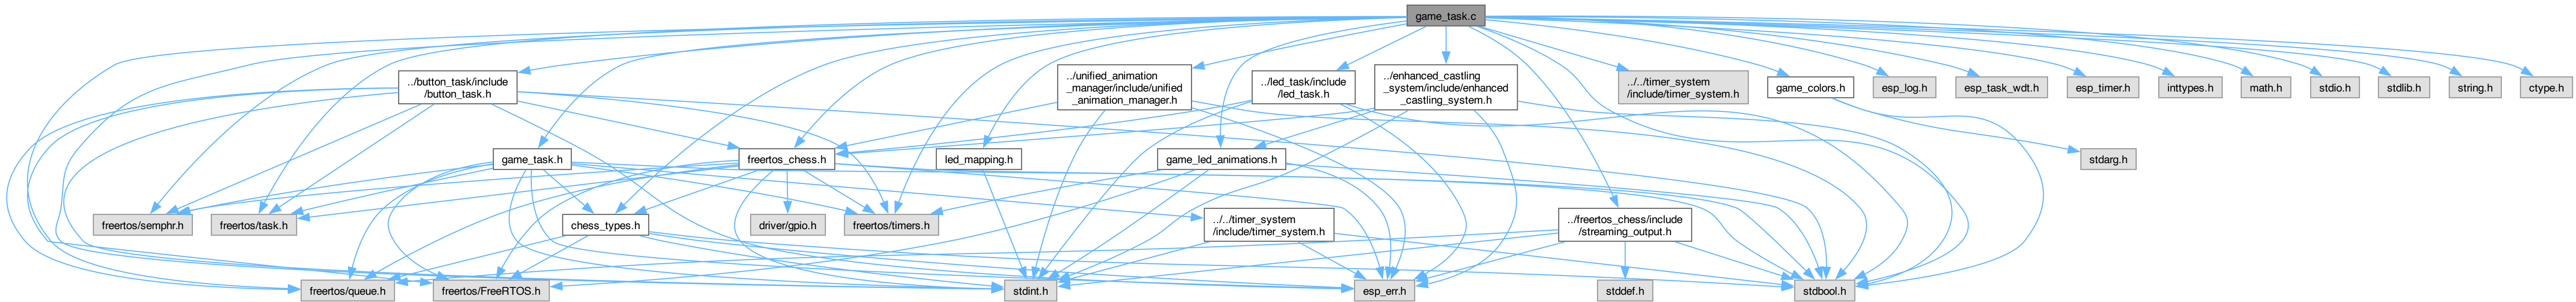 game_task.c
../button_task/include
/button_task.h
../unified_animation
_manager/include/unified
_animation_manager.h
../led_task/include
/led_task.h
../enhanced_castling
_system/include/enhanced
_castling_system.h
../../timer_system
/include/timer_system.h
game_colors.h
esp_log.h
esp_task_wdt.h
esp_timer.h
inttypes.h
math.h
stdio.h
stdlib.h
string.h
ctype.h
game_task.h
freertos_chess.h
led_mapping.h
game_led_animations.h
stdarg.h
freertos/semphr.h
freertos/task.h
chess_types.h
driver/gpio.h
freertos/timers.h
../../timer_system
/include/timer_system.h
../freertos_chess/include
/streaming_output.h
freertos/queue.h
freertos/FreeRTOS.h
stdint.h
esp_err.h
stddef.h
stdbool.h